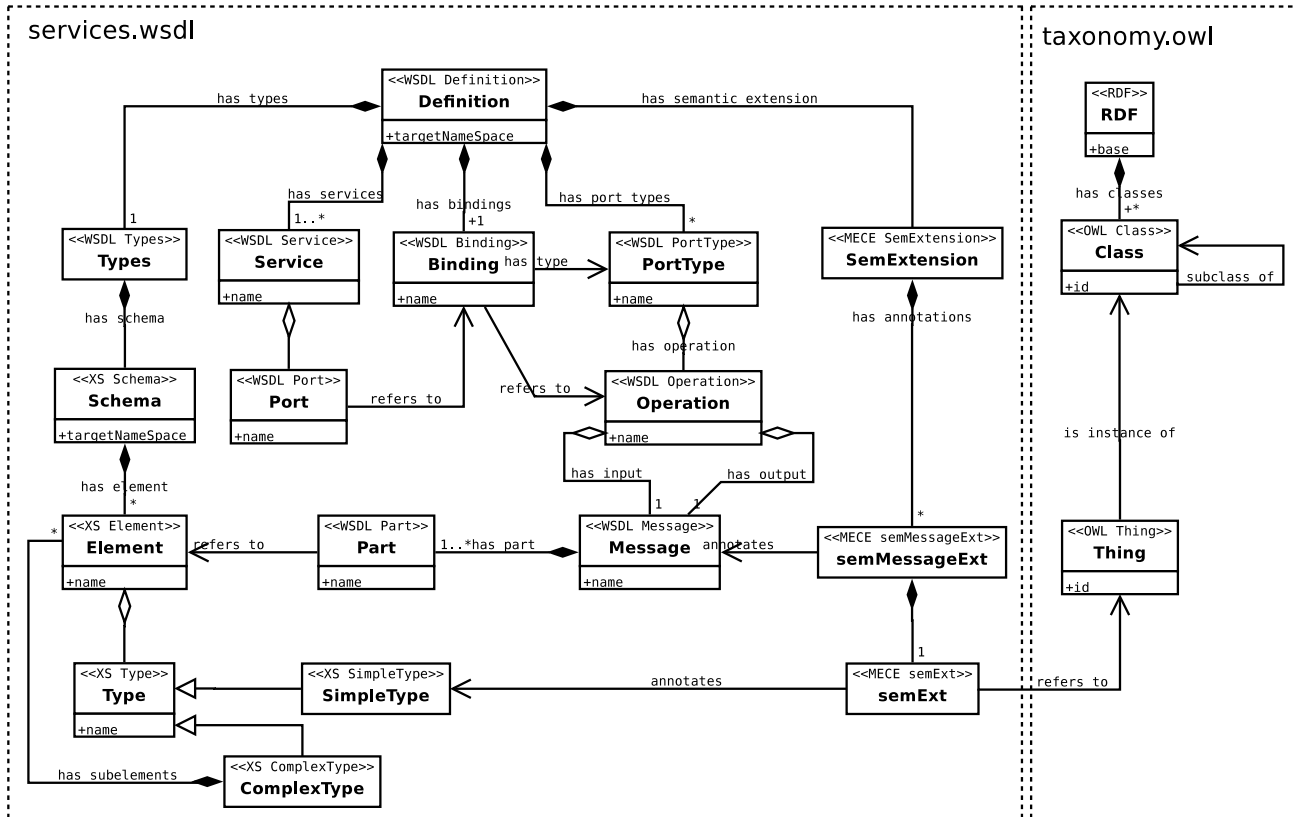 services.wsdl
taxonomy.owl
<<WSDL Definition>>
Definition
+targetNameSpace
has types
has semantic extension
<<RDF>>
RDF
+base
has services
has bindings
has port types
has classes
1
1..*
+1
*
+*
<<WSDL Types>>
Types
<<WSDL Service>>
Service
+name
<<WSDL Binding>>
Binding
+name
has type
<<WSDL PortType>>
PortType
+name
<<MECE SemExtension>>
SemExtension
<<OWL Class>>
Class
+id
subclass of
has schema
has operation
has annotations
<<XS Schema>>
Schema
+targetNameSpace
<<WSDL Port>>
Port
+name
refers to
refers to
<<WSDL Operation>>
Operation
+name
is instance of
has element
*
has input
1
has output
1
*
*
<<XS Element>>
Element
+name
refers to
<<WSDL Part>>
Part
1..*
has part
<<WSDL Message>>
Message
+name
annotates
<<MECE semMessageExt>>
semMessageExt
<<OWL Thing>>
Thing
+id
1
<<XS Type>>
Type
+name
<<XS SimpleType>>
SimpleType
annotates
<<MECE semExt>>
semExt
refers to
has subelements
<<XS ComplexType>>
ComplexType